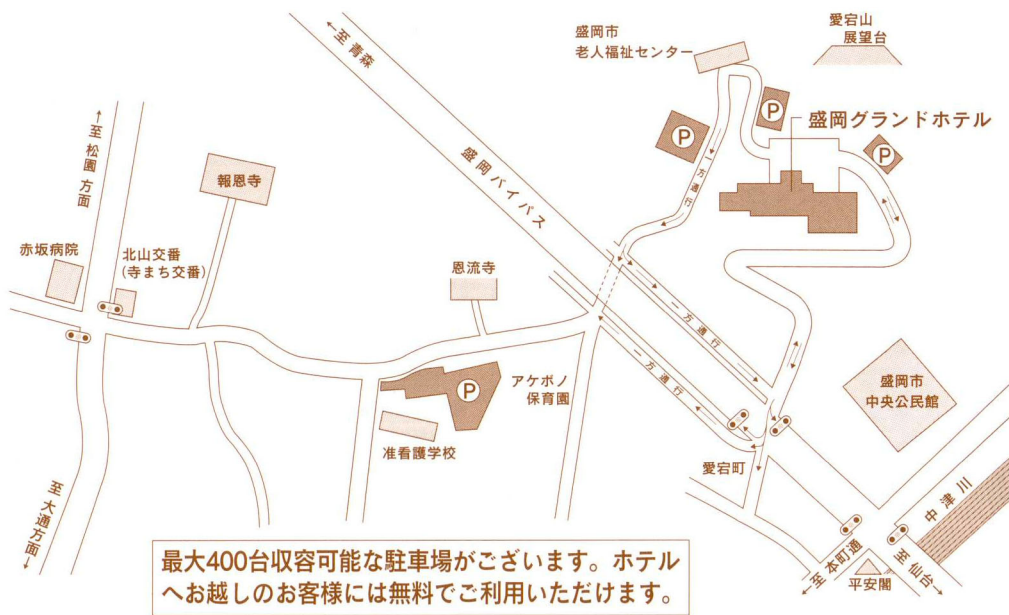 愛宕山
展望台
盛岡市
老人福祉センター
←至青森
P
P
盛岡グランドホテル
P
一方通行
盛岡バイパス
←至 松園 方面
報恩寺
赤坂病院
北山交番
(寺まち交番)
恩流寺
一方通行
一方通行
アケボノ
保育園
P
准看護学校
盛岡市
中央公民館
愛宕町
中津川
至 大通方面→
←至本町通
至仙台→
平安閣
最大400台収容可能な駐車場がございます。ホテル
へお越しのお客様には無料でご利用いただけます。